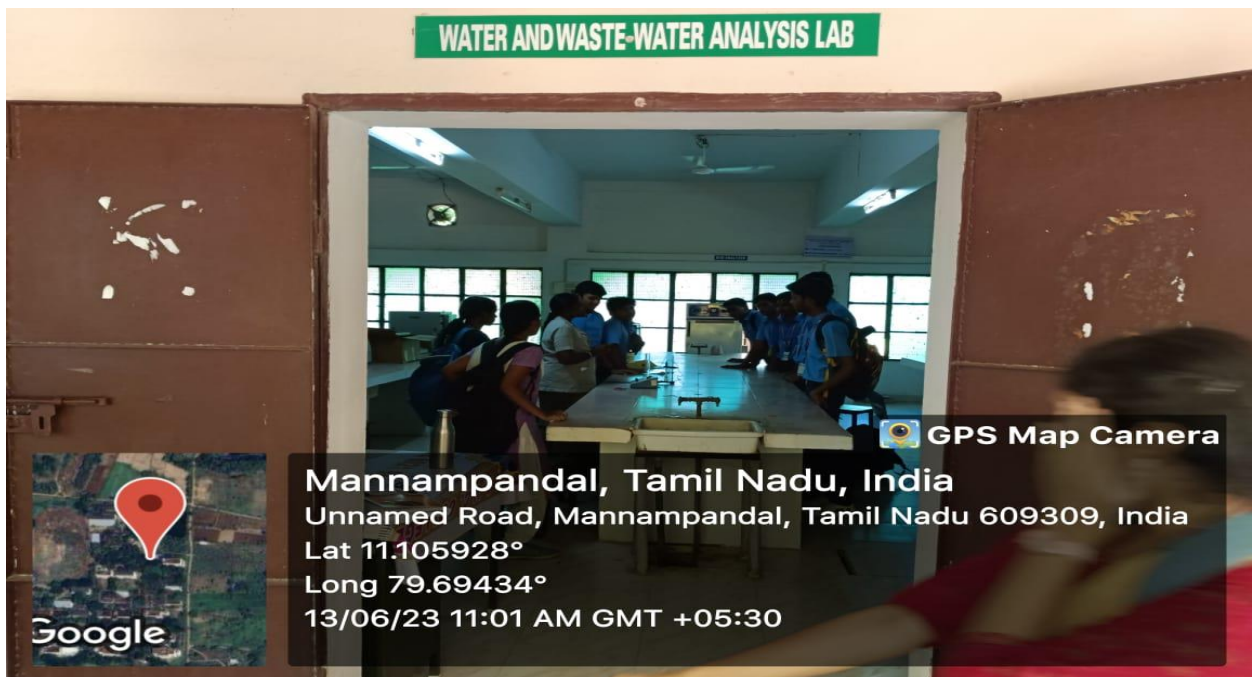 WATER AND WASTE-WATER ANALYSIS LAB
GPS Map Camera
Mannampandal, Tamil Nadu, India
Unnamed Road, Mannampandal, Tamil Nadu 609309, India
Lat 11.105928°
Long 79.69434°
13/06/23 11:01 AM GMT +05:30
Google